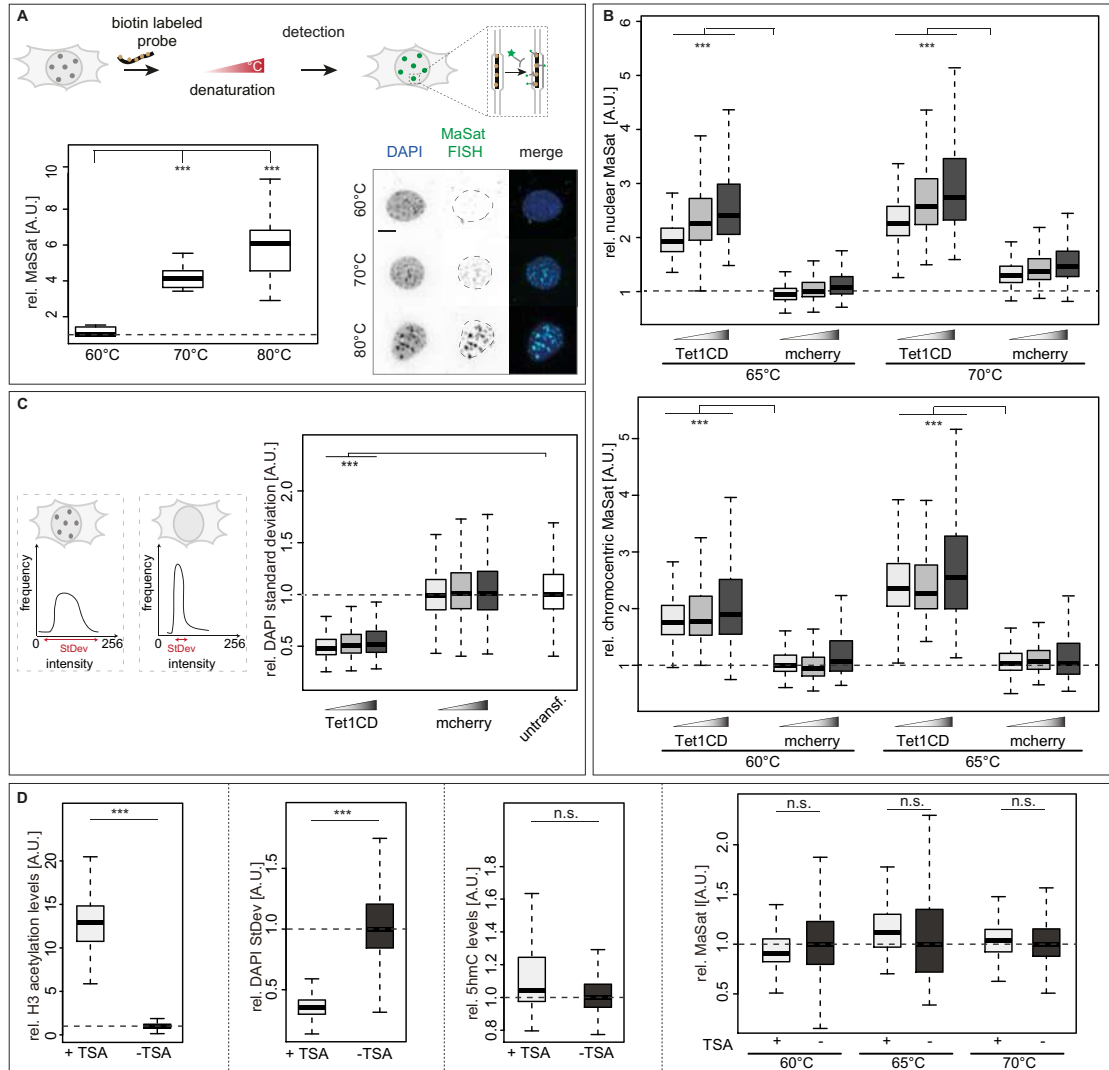 A
biotin labeled
probe
°C
denaturation
detection
rel. MaSat [A.U.]
10
8
6
4
2
***
***
60°C
70°C
80°C
DAPI
MaSat
FISH
merge
60°C
70°C
80°C
B
rel. nuclear MaSat [A.U.]
6
5
4
3
2
1
***
***
Tet1CD
mcherry
Tet1CD
mcherry
65°C
70°C
rel. chromocentric MaSat [A.U.]
5
4
3
2
1
***
***
Tet1CD
mcherry
Tet1CD
mcherry
60°C
65°C
C
frequency
0
256
StDev
intensity
frequency
0
256
StDev
intensity
rel. DAPI standard deviation [A.U.]
2.0
1.5
1.0
0.5
***
Tet1CD
mcherry
untransf.
D
rel. H3 acetylation levels [A.U.]
20
15
10
5
0
***
+ TSA
-TSA
rel. DAPI StDev [A.U.]
1.5
1.0
0.5
***
+ TSA
-TSA
rel. 5hmC levels [A.U.]
1.8
1.6
1.4
1.2
1.0
0.8
n.s.
+ TSA
-TSA
rel. MaSat I[A.U.]
2.0
1.5
1.0
0.5
n.s.
n.s.
n.s.
TSA
+
-
+
-
+
-
60°C
65°C
70°C